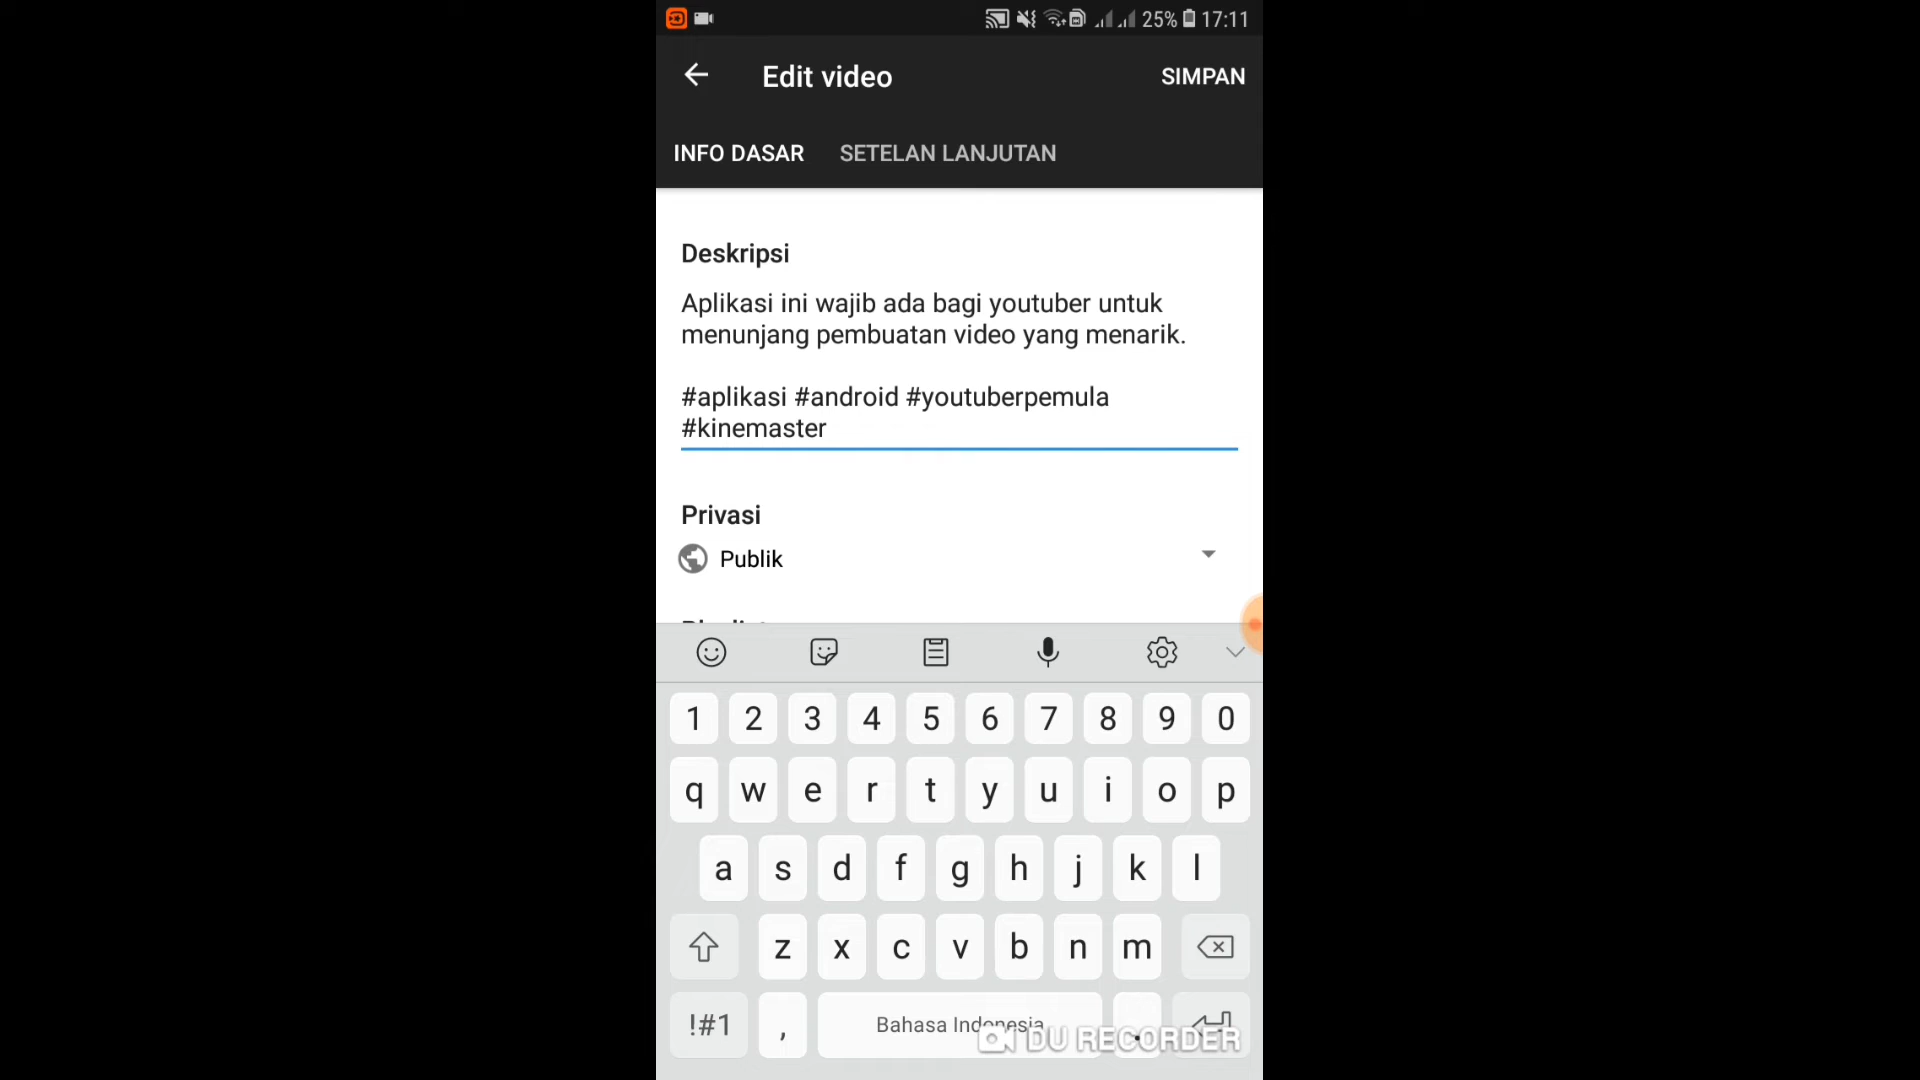 25% 17:11
Edit video SIMPAN
INFO DASAR SETELAN LANJUTAN
Deskripsi
Aplikasi ini wajib ada bagi youtuber untuk
menunjang pembuatan video yang menarik.
#aplikasi #android #youtuberpemula
#kinemaster
Privasi
Publik
1 2 3 4 5 6 7 8 9 0
q w e r t y u i o p
a s d f g h j k l
z x c v b n m
!#1 , Bahasa Indonesia .
DU RECORDER